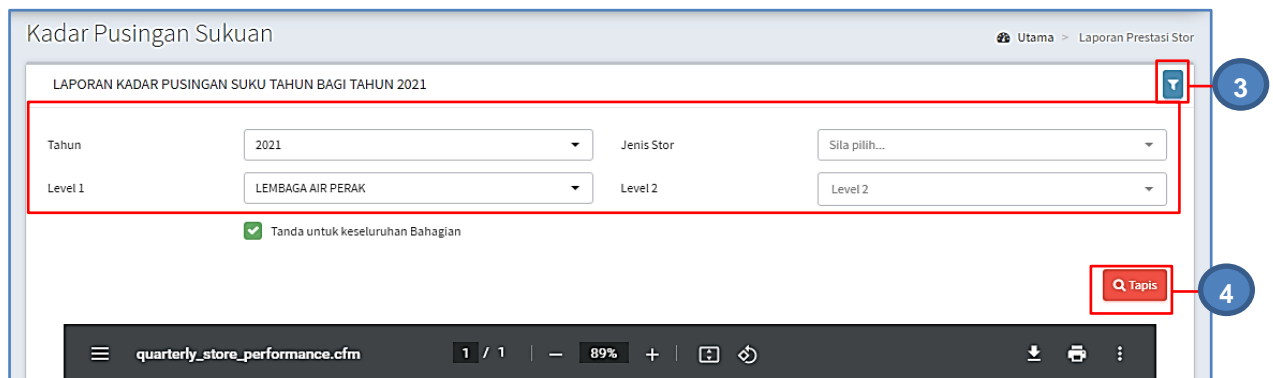 Kadar Pusingan Sukuan
Utama > Laporan Prestasi Stor
LAPORAN KADAR PUSINGAN SUKU TAHUN BAGI TAHUN 2021
3
Tahun 2021 Jenis Stor Sila pilih...
Level 1 LEMBAGA AIR PERAK Level 2 Level 2
Tanda untuk keseluruhan Bahagian
Tapis
4
quarterly_store_performance.cfm 1 / 1 | − 89% + |